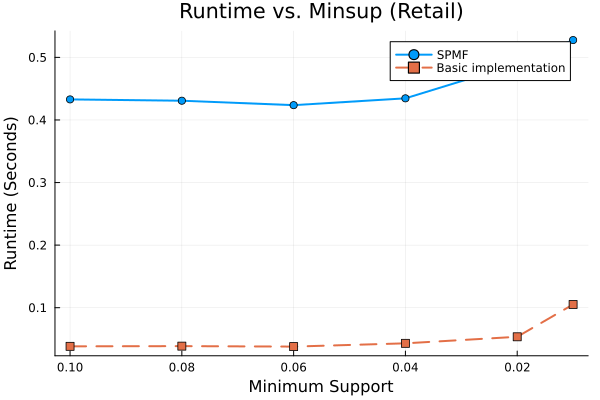 Runtime vs. Minsup (Retail)
SPMF
Basic implementation
Runtime (Seconds)
0.5
0.4
0.3
0.2
0.1
0.10 0.08 0.06 0.04 0.02
Minimum Support